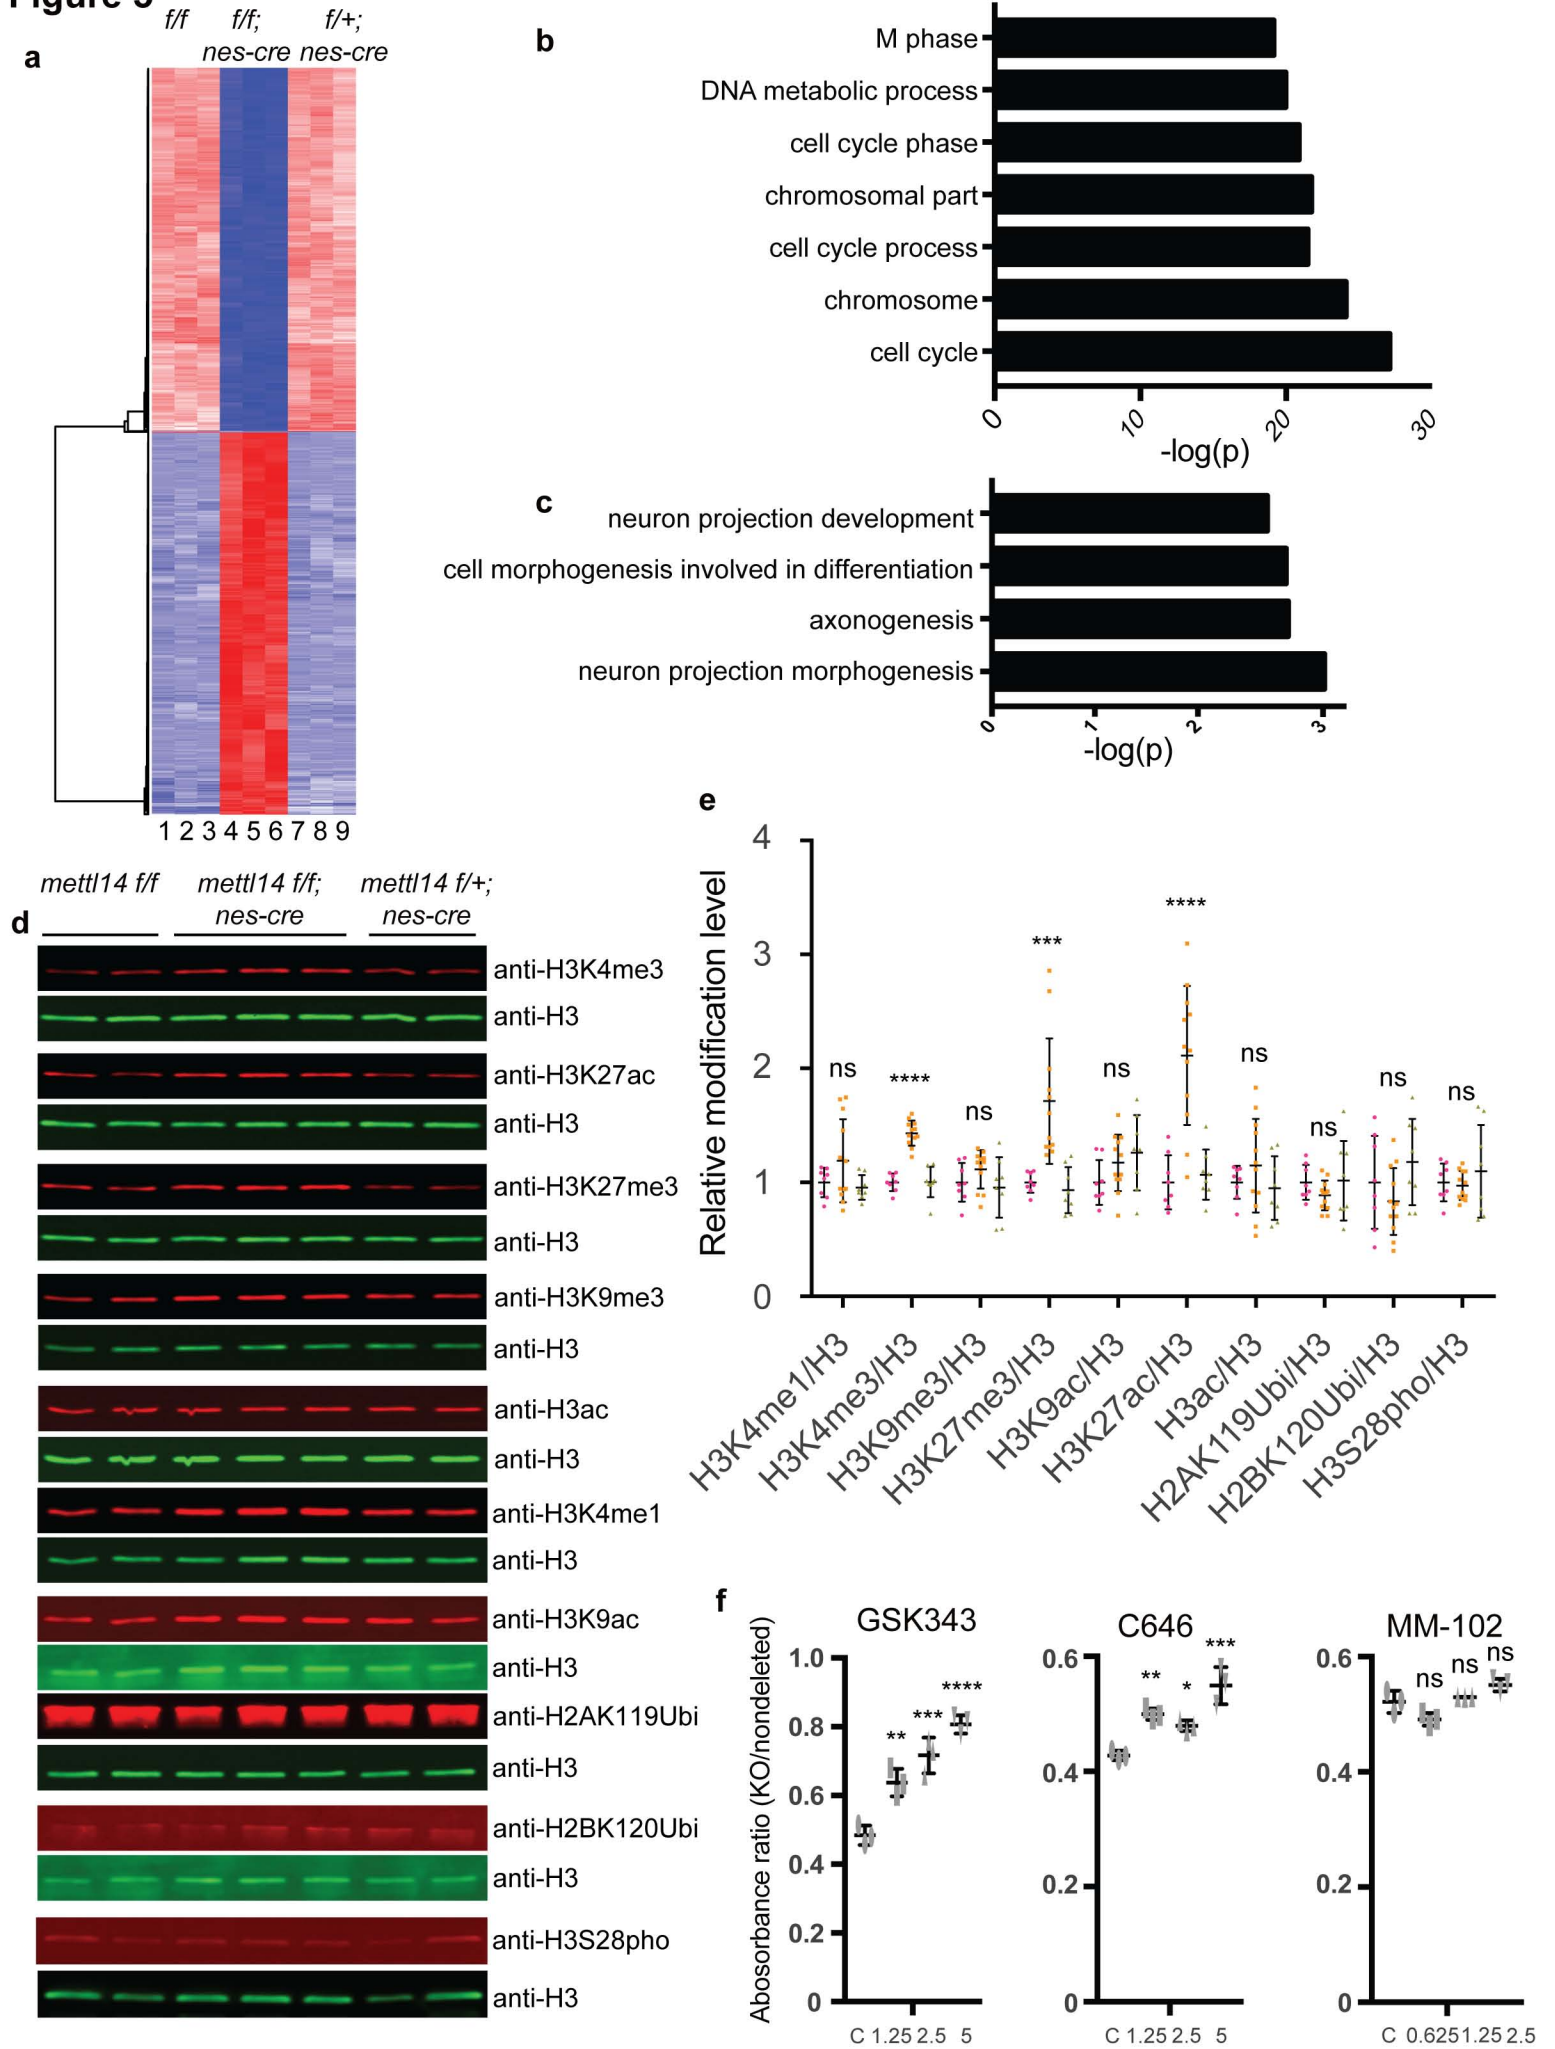 a
f/f
f/f;
nes-cre
f/+;
nes-cre
1 2 3 4 5 6 7 8 9
b
M phase
DNA metabolic process
cell cycle phase
chromosomal part
cell cycle process
chromosome
cell cycle
0 10 20 30
-log(p)
c
neuron projection development
cell morphogenesis involved in differentiation
axonogenesis
neuron projection morphogenesis
0 1 2 3
-log(p)
d
mettl14 f/f
mettl14 f/f;
nes-cre
mettl14 f/+;
nes-cre
anti-H3K4me3
anti-H3
anti-H3K27ac
anti-H3
anti-H3K27me3
anti-H3
anti-H3K9me3
anti-H3
anti-H3ac
anti-H3
anti-H3K4me1
anti-H3
anti-H3K9ac
anti-H3
anti-H2AK119Ubi
anti-H3
anti-H2BK120Ubi
anti-H3
anti-H3S28pho
anti-H3
e
Relative modification level
4
3
2
1
0
ns
****
ns
***
ns
****
ns
ns
ns
ns
H3K4me1/H3
H3K4me3/H3
H3K9me3/H3
H3K27me3/H3
H3K9ac/H3
H3K27ac/H3
H3ac/H3
H2AK119Ubi/H3
H2BK120Ubi/H3
H3S28pho/H3
f
Abosorbance ratio (KO/nondeleted)
GSK343
1.0
0.8
0.6
0.4
0.2
0
** *** ****
C 1.25 2.5 5
C646
0.6
0.4
0.2
0
** * ***
C 1.25 2.5 5
MM-102
0.6
0.4
0.2
0
ns ns ns
C 0.625 1.25 2.5